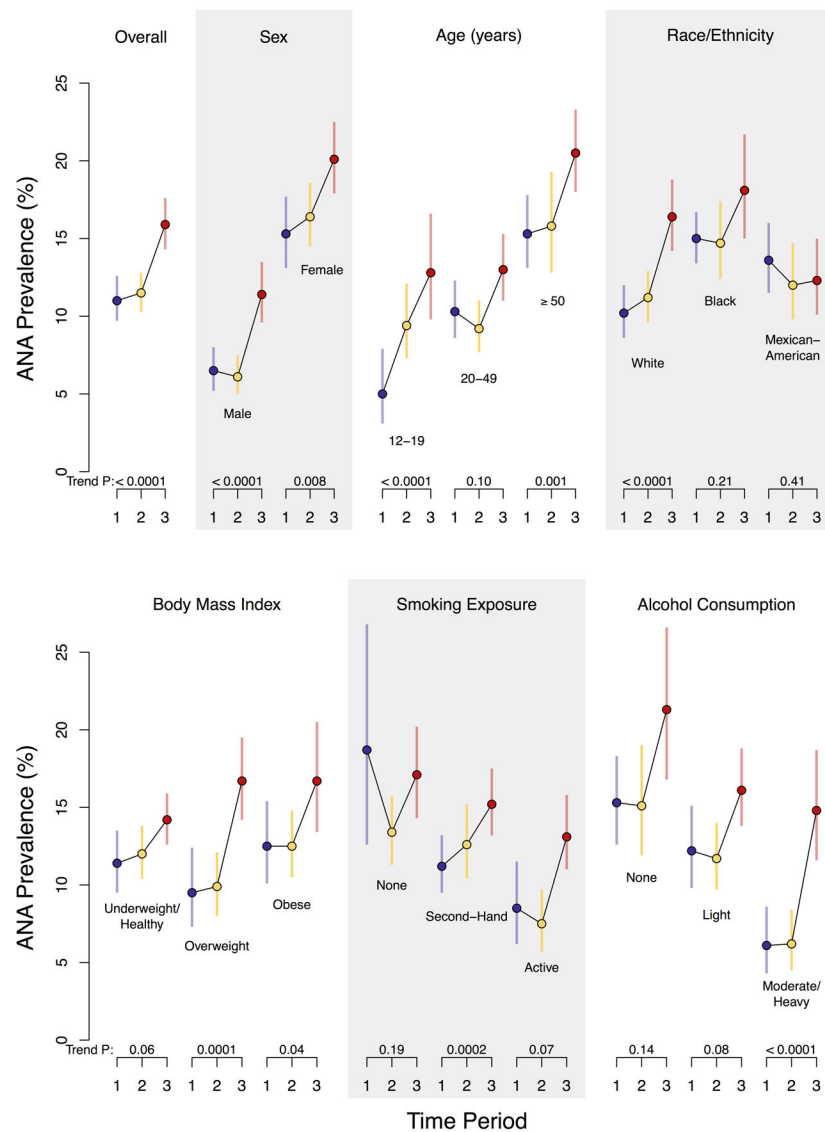 Overall Sex Age (years) Race/Ethnicity
25
20
15
10
5
0
ANA Prevalence (%)
Male
Female
12–19
20–49
≥ 50
White
Black
Mexican–
American
Trend P: < 0.0001 < 0.0001 0.008 < 0.0001 0.10 0.001 < 0.0001 0.21 0.41
1 2 3 1 2 3 1 2 3 1 2 3 1 2 3 1 2 3 1 2 3 1 2 3 1 2 3
Body Mass Index Smoking Exposure Alcohol Consumption
25
20
15
10
5
0
ANA Prevalence (%)
Underweight/
Healthy
Overweight
Obese
None
Second–Hand
Active
None
Light
Moderate/
Heavy
Trend P: 0.06 0.0001 0.04 0.19 0.0002 0.07 0.14 0.08 < 0.0001
1 2 3 1 2 3 1 2 3 1 2 3 1 2 3 1 2 3 1 2 3 1 2 3 1 2 3
Time Period